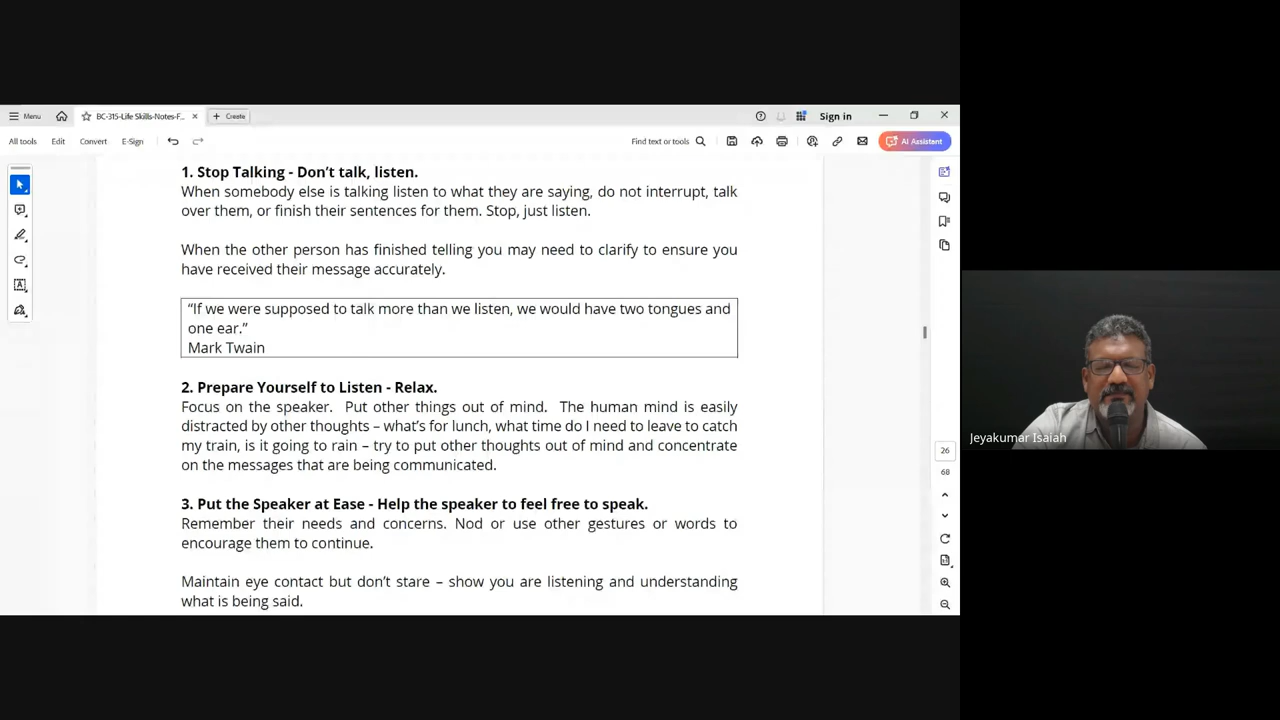 Menu
BC-315-Life Skills-Notes-F...
Create
Sign in
All tools
Edit
Convert
E-Sign
Find text or tools
AI Assistant
1. Stop Talking - Don’t talk, listen.
When somebody else is talking listen to what they are saying, do not interrupt, talk
over them, or finish their sentences for them. Stop, just listen.
When the other person has finished telling you may need to clarify to ensure you
have received their message accurately.
“If we were supposed to talk more than we listen, we would have two tongues and
one ear.”
Mark Twain
2. Prepare Yourself to Listen - Relax.
Focus on the speaker. Put other things out of mind. The human mind is easily
distracted by other thoughts – what’s for lunch, what time do I need to leave to catch
my train, is it going to rain – try to put other thoughts out of mind and concentrate
on the messages that are being communicated.
3. Put the Speaker at Ease - Help the speaker to feel free to speak.
Remember their needs and concerns. Nod or use other gestures or words to
encourage them to continue.
Maintain eye contact but don’t stare – show you are listening and understanding
what is being said.
26
68
Jeyakumar Isaiah